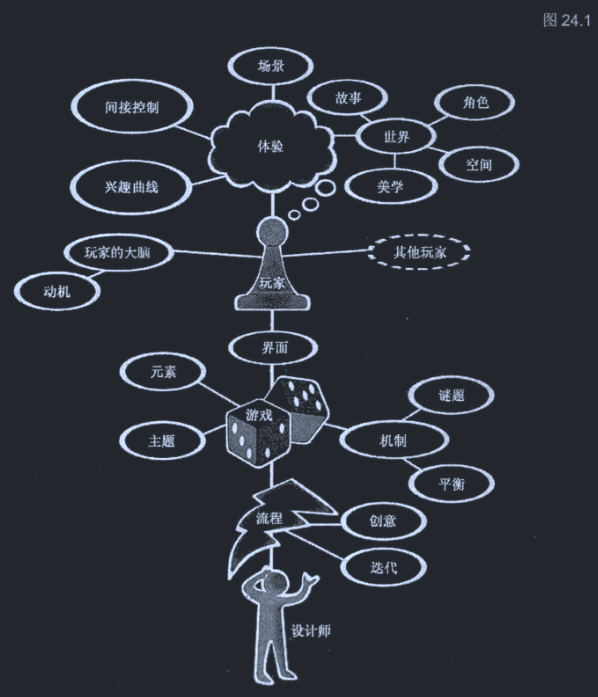 图 24.1
场景
间接控制
故事
角色
体验
世界
空间
兴趣曲线
美学
玩家的大脑
其他玩家
动机
玩家
界面
元素
谜题
游戏
主题
机制
平衡
流程
创意
迭代
设计师